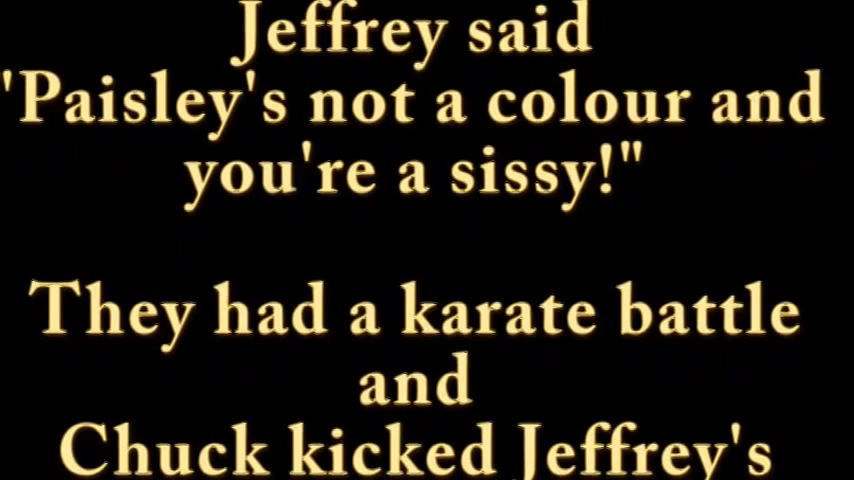 Jeffrey said
"Paisley's not a colour and
you're a sissy!"
They had a karate battle
and
Chuck kicked Jeffrey's